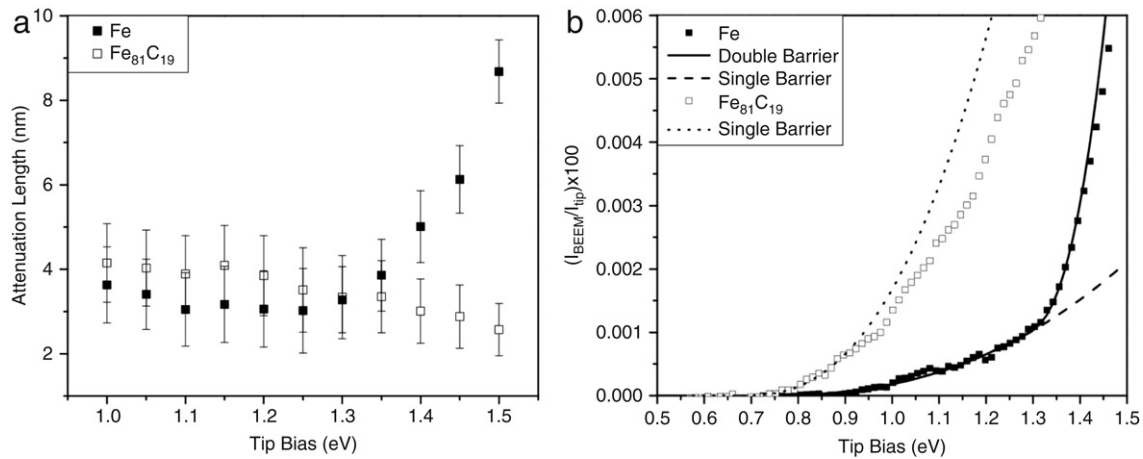 a
10
8
6
4
2
Attenuation Length (nm)
Fe
Fe₈₁C₁₉
1.0 1.1 1.2 1.3 1.4 1.5
Tip Bias (eV)
b
0.006
0.005
0.004
0.003
0.002
0.001
0.000
(I_BEEM/I_tip)×100
Fe
Double Barrier
Single Barrier
Fe₈₁C₁₉
Single Barrier
0.5 0.6 0.7 0.8 0.9 1.0 1.1 1.2 1.3 1.4 1.5
Tip Bias (eV)